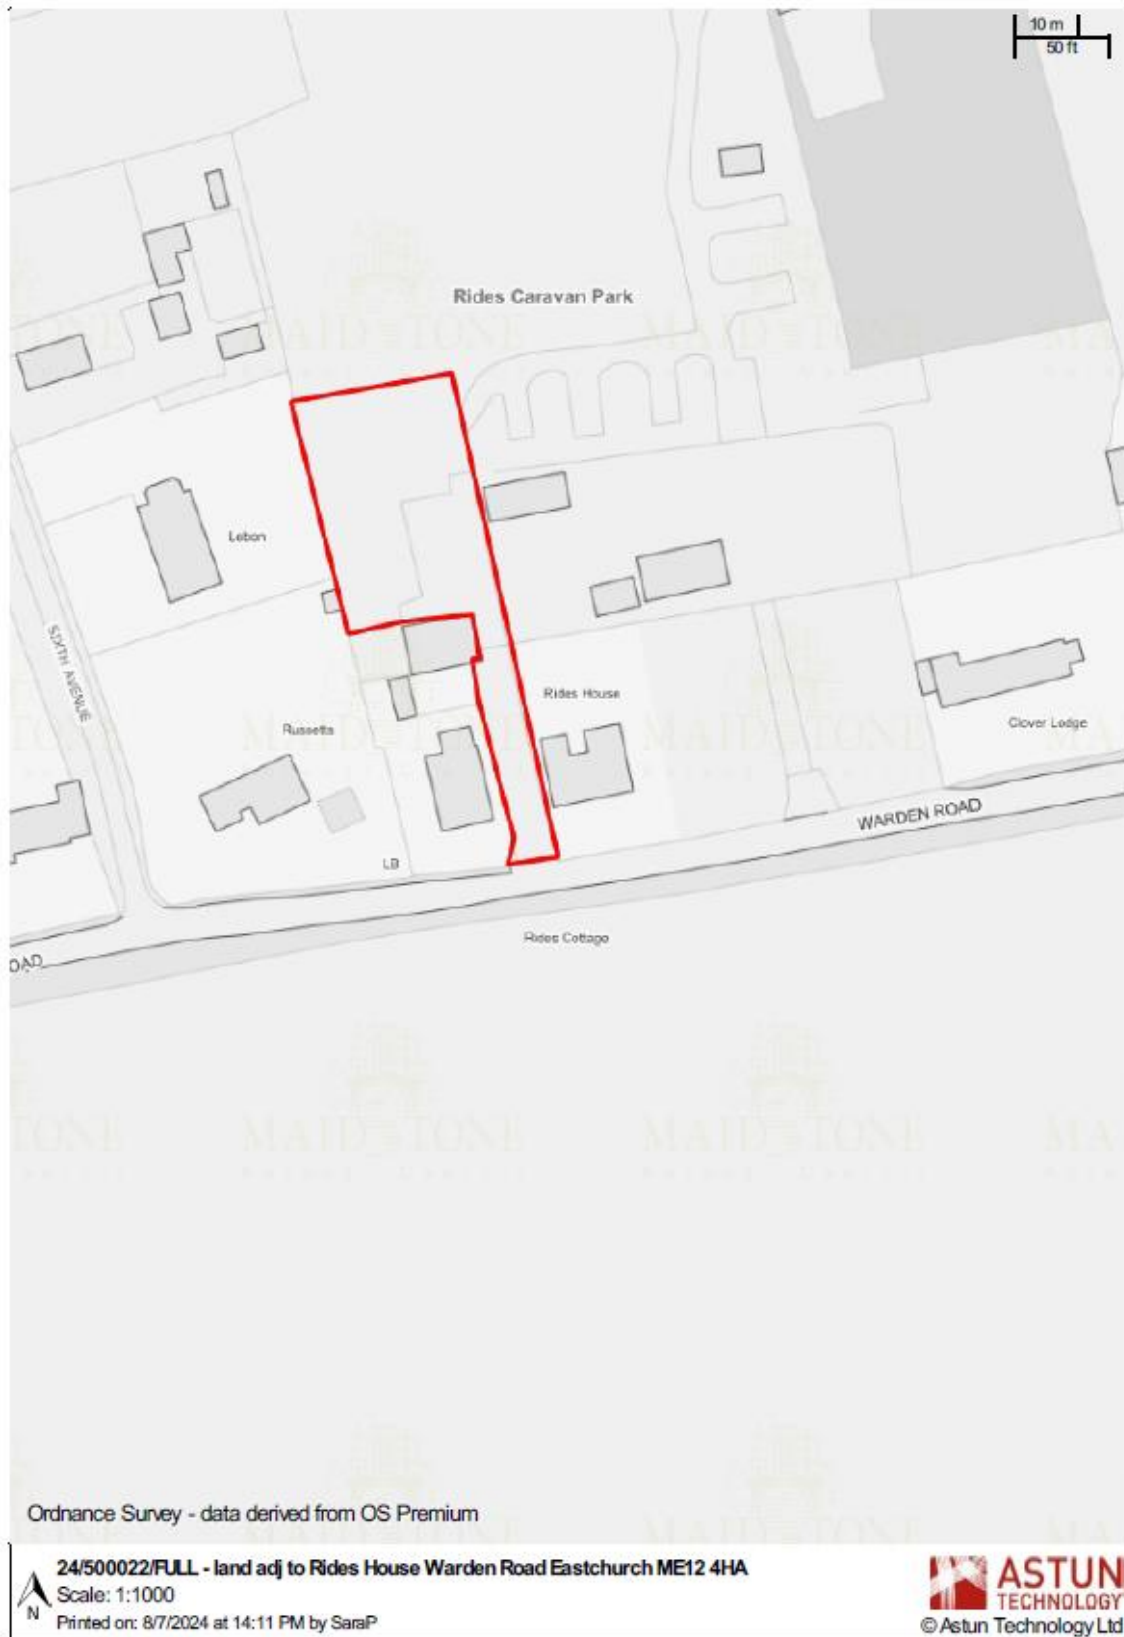 10 m
50 ft
Rides Caravan Park
Lebon
SIXTH AVENUE
Rides House
Russetts
Clover Lodge
WARDEN ROAD
LB
Rides Cottage
OAD
MAIDSTONE
Ordnance Survey - data derived from OS Premium
24/500022/FULL - land adj to Rides House Warden Road Eastchurch ME12 4HA
Scale: 1:1000
N
Printed on: 8/7/2024 at 14:11 PM by SaraP
ASTUN
TECHNOLOGY
© Astun Technology Ltd